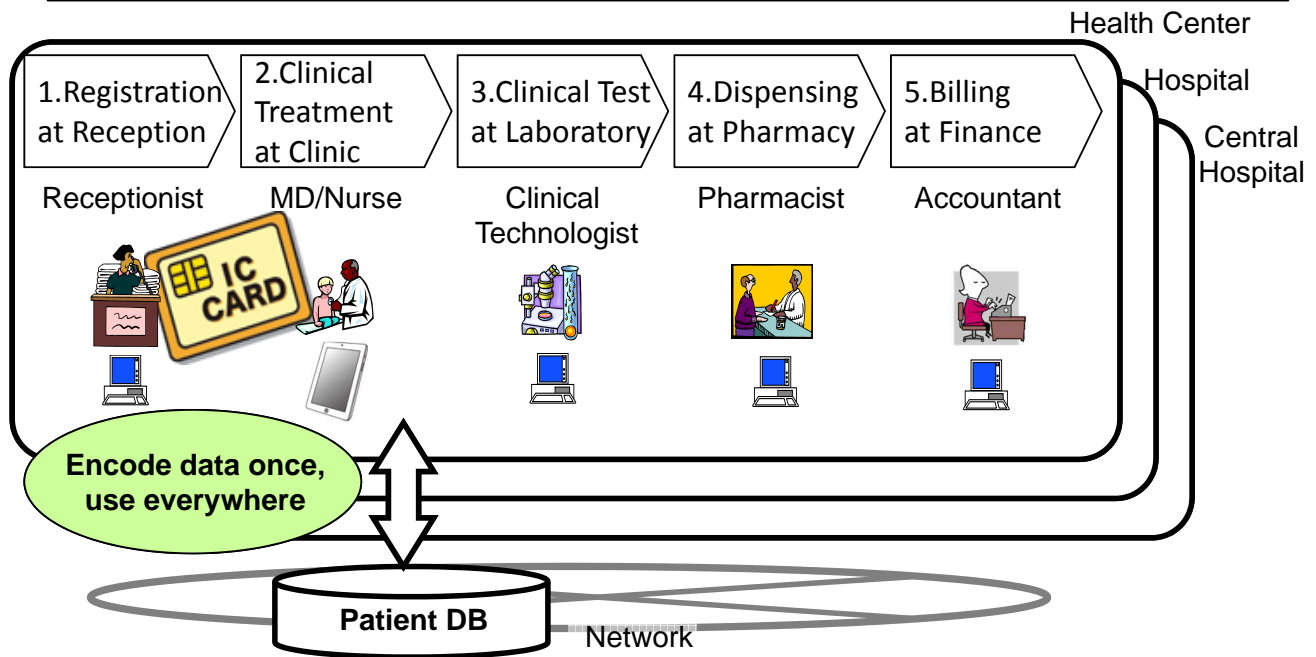 Health Center
Hospital
Central
Hospital
1.Registration
at Reception
2.Clinical
Treatment
at Clinic
3.Clinical Test
at Laboratory
4.Dispensing
at Pharmacy
5.Billing
at Finance
Receptionist
MD/Nurse
Clinical
Technologist
Pharmacist
Accountant
IC
CARD
Encode data once,
use everywhere
Patient DB
Network